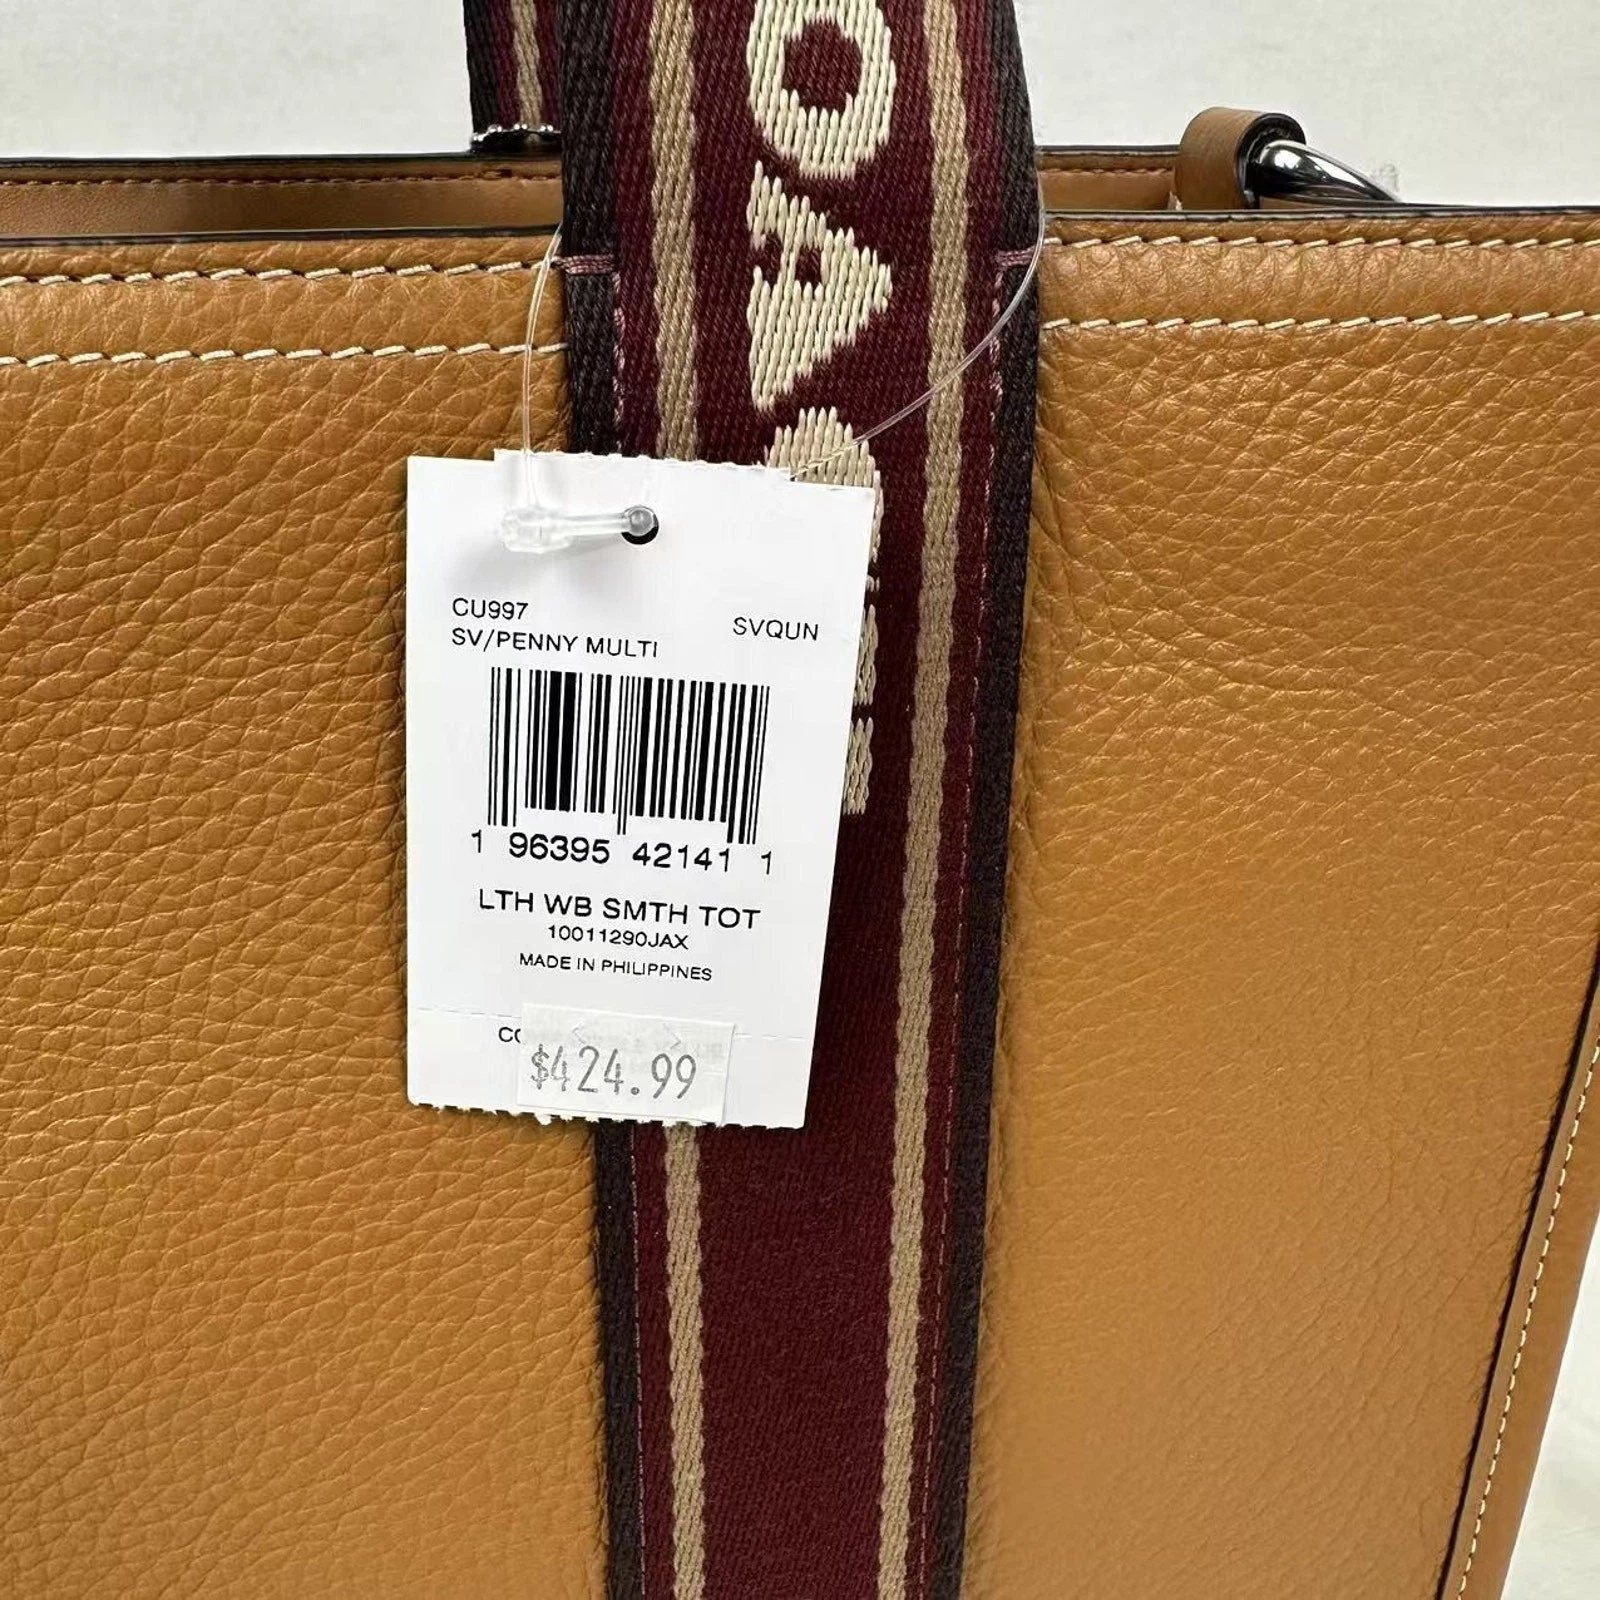 COACH
CU997
SV/PENNY MULTI
SVQUN
1 96395 42141 1
LTH WB SMTH TOT
10011290JAX
MADE IN PHILIPPINES
$424.99